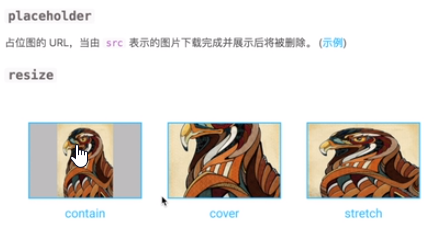 placeholder
占位图的 URL，当由 src 表示的图片下载完成并展示后将被删除。 (示例)
resize
contain cover stretch